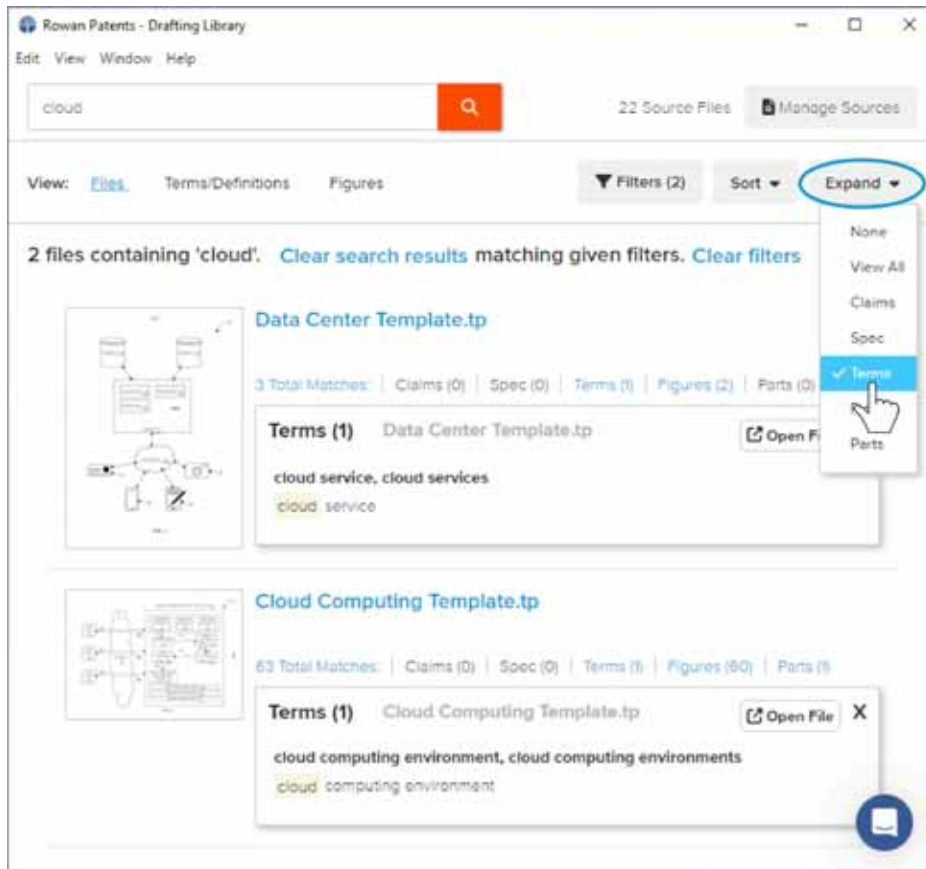 Rowan Patents - Drafting Library
Edit View Window Help
cloud
22 Source Files Manage Sources
View: Files Terms/Definitions Figures Filters (2) Sort Expand
None
View All
Claims
Spec
Terms
Parts
2 files containing 'cloud'. Clear search results matching given filters. Clear filters
Data Center Template.tp
3 Total Matches: Claims (0) Spec (0) Terms (1) Figures (2) Parts (0)
Terms (1) Data Center Template.tp Open
cloud service, cloud services
cloud service
Cloud Computing Template.tp
63 Total Matches: Claims (0) Spec (0) Terms (1) Figures (60) Parts (1)
Terms (1) Cloud Computing Template.tp Open File X
cloud computing environment, cloud computing environments
cloud computing environment